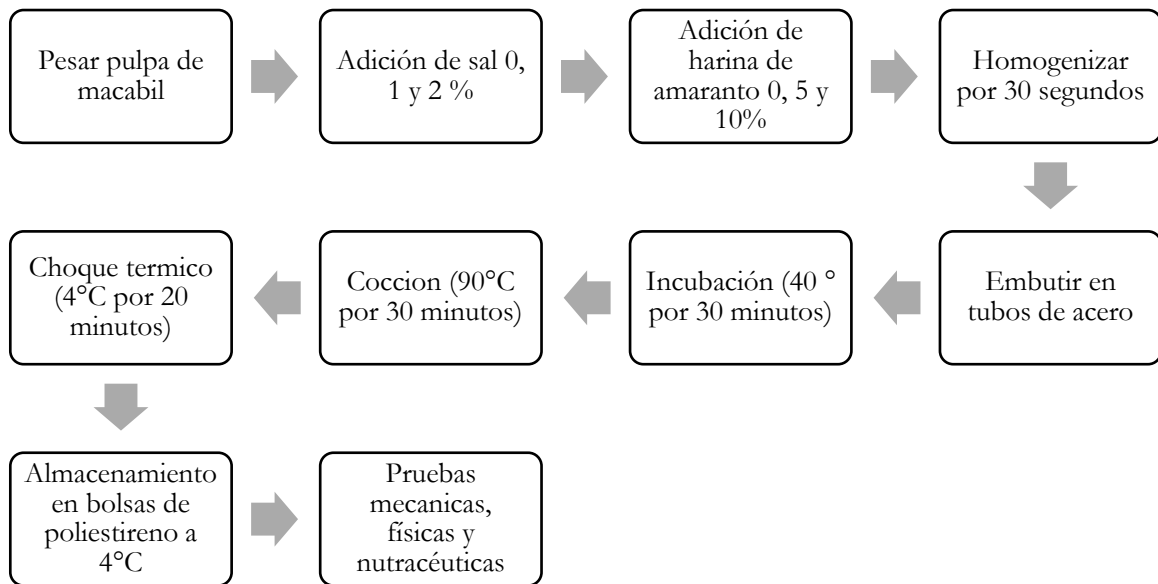 Pesar pulpa de
macabil
Adición de sal 0,
1 y 2 %
Adición de
harina de
amaranto 0, 5 y
10%
Homogenizar
por 30 segundos
Embutir en
tubos de acero
Incubación (40 °
por 30 minutos)
Coccion (90°C
por 30 minutos)
Choque termico
(4°C por 20
minutos)
Almacenamiento
en bolsas de
poliestireno a
4°C
Pruebas
mecanicas,
físicas y
nutracéuticas